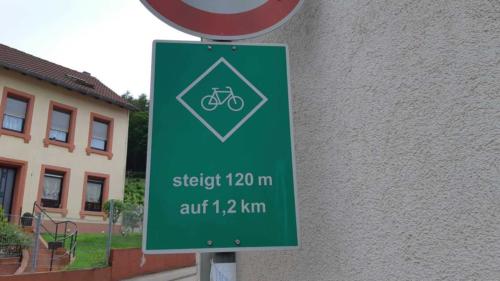 steigt 120 m
auf 1,2 km